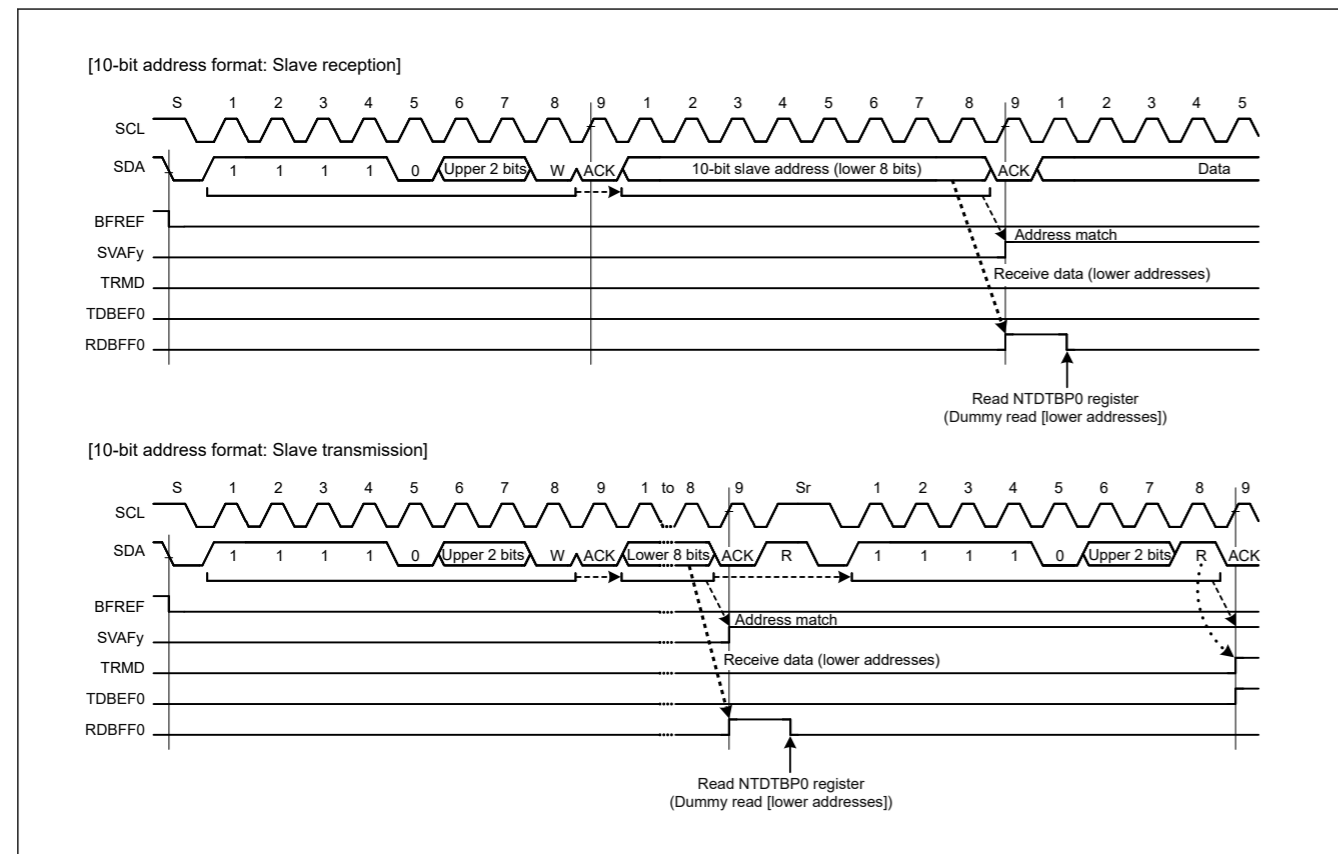 [10-bit address format: Slave reception]
S 1 2 3 4 5 6 7 8 9 1 2 3 4 5 6 7 8 9 1 2 3 4 5
SCL
SDA 1 1 1 1 0 Upper 2 bits W ACK 10-bit slave address (lower 8 bits) ACK Data
BFREF
Address match
SVAFy
Receive data (lower addresses)
TRMD
TDBEF0
RDBFF0
Read NTDTBP0 register
(Dummy read [lower addresses])
[10-bit address format: Slave transmission]
S 1 2 3 4 5 6 7 8 9 1 to 8 9 Sr 1 2 3 4 5 6 7 8 9
SCL
SDA 1 1 1 1 0 Upper 2 bits W ACK Lower 8 bits ACK R 1 1 1 1 0 Upper 2 bits R ACK
BFREF
Address match
SVAFy
Receive data (lower addresses)
TRMD
TDBEF0
RDBFF0
Read NTDTBP0 register
(Dummy read [lower addresses])